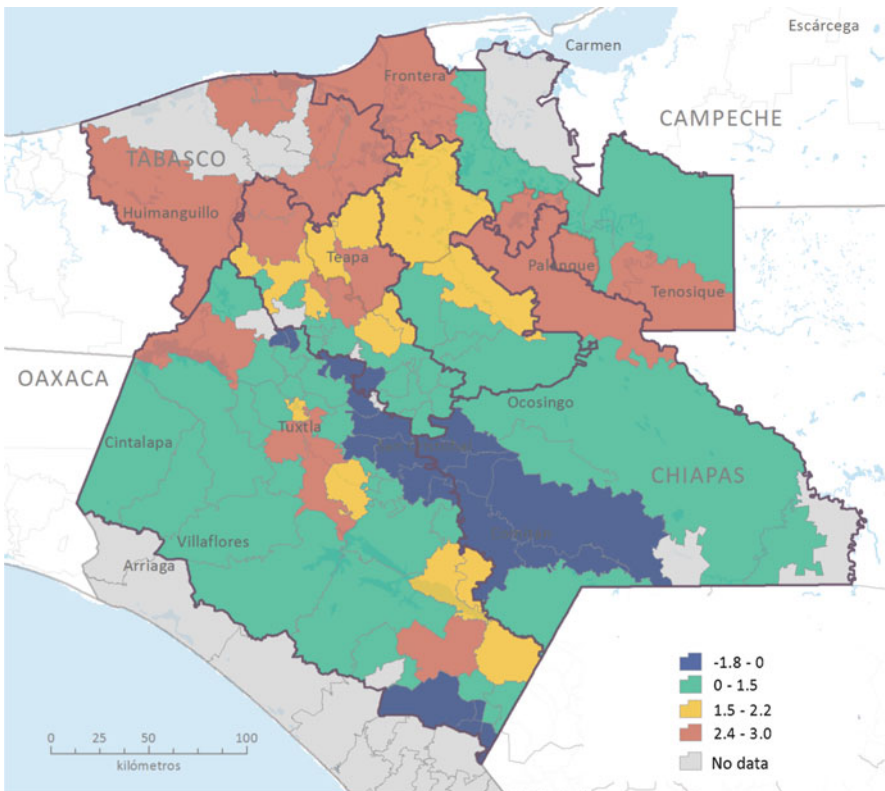 Escárcega
Carmen
Frontera
CAMPECHE
TABASCO
Huimanguillo
Teapa
Palenque
Tenosique
OAXACA
Ocosingo
Cintalapa
Tuxtla
CHIAPAS
Villaflores
Arriaga
-1.8 - 0
0 - 1.5
1.5 - 2.2
2.4 - 3.0
No data
0 25 50 100
kilómetros